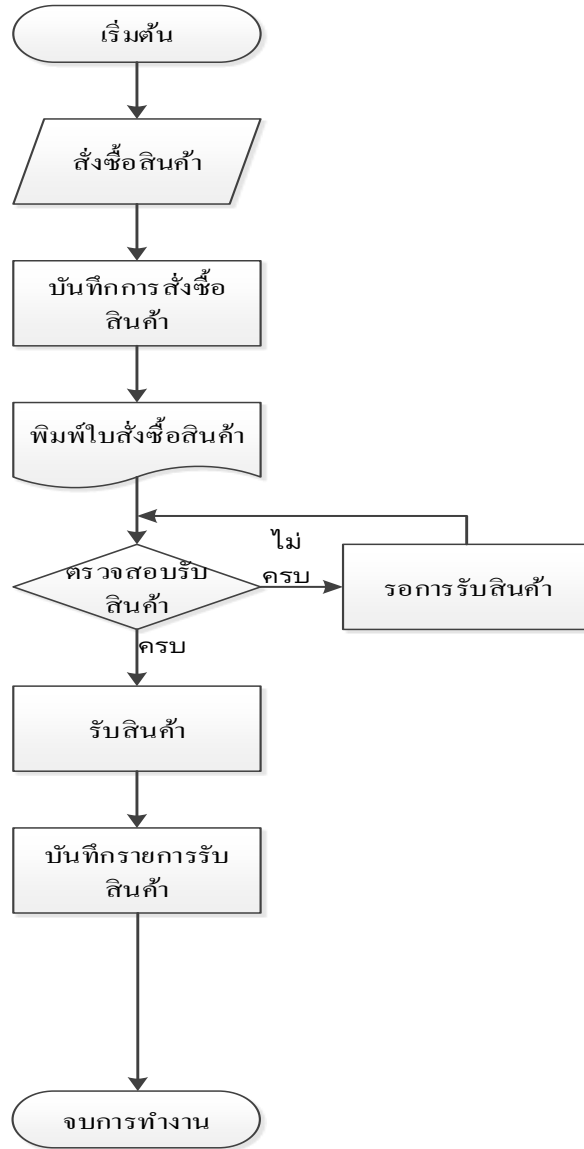 เริ่มต้น
สั่งซื้อสินค้า
บันทึกการสั่งซื้อ
สินค้า
พิมพ์ใบสั่งซื้อสินค้า
ตรวจสอบรับ
สินค้า
ไม่
ครบ
รอการรับสินค้า
ครบ
รับสินค้า
บันทึกรายการรับ
สินค้า
จบการทำงาน